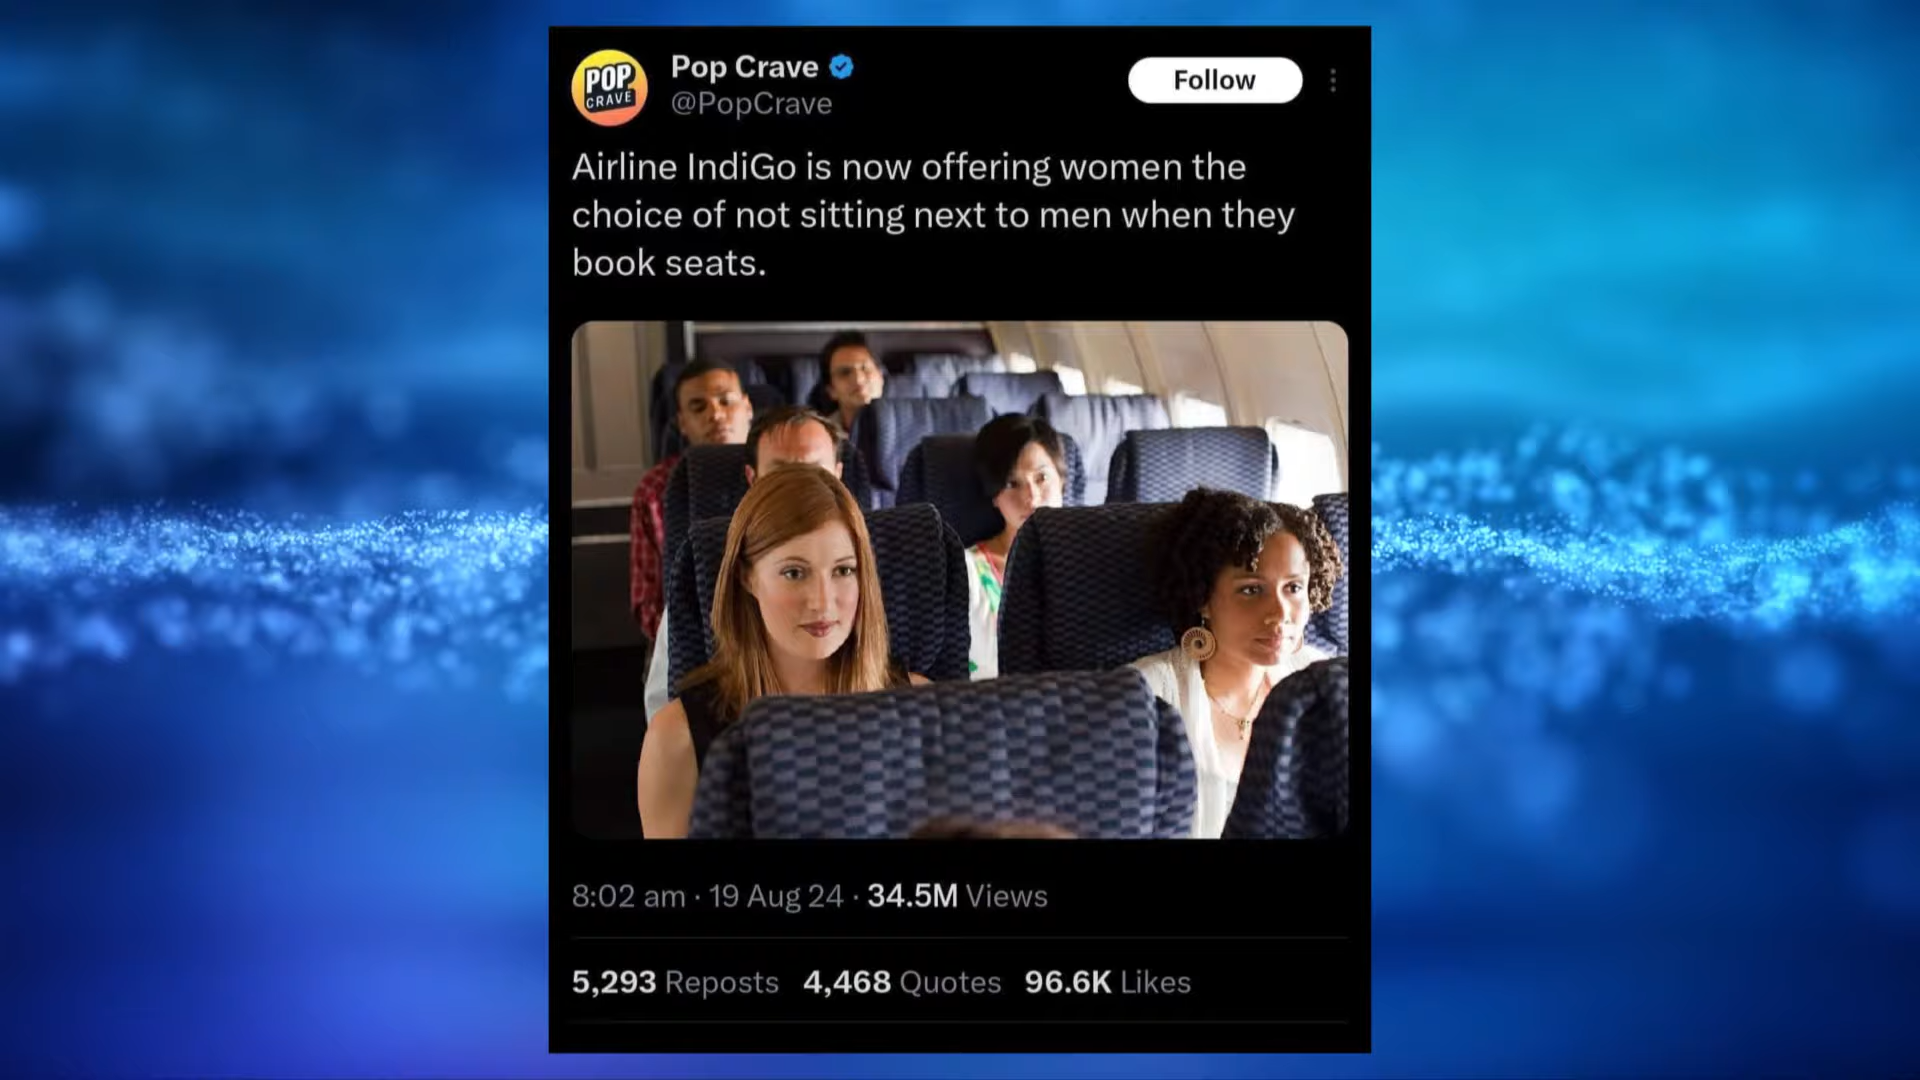 POP
CRAVE
Pop Crave
@PopCrave
Follow
Airline IndiGo is now offering women the
choice of not sitting next to men when they
book seats.
8:02 am · 19 Aug 24 · 34.5M Views
5,293 Reposts 4,468 Quotes 96.6K Likes